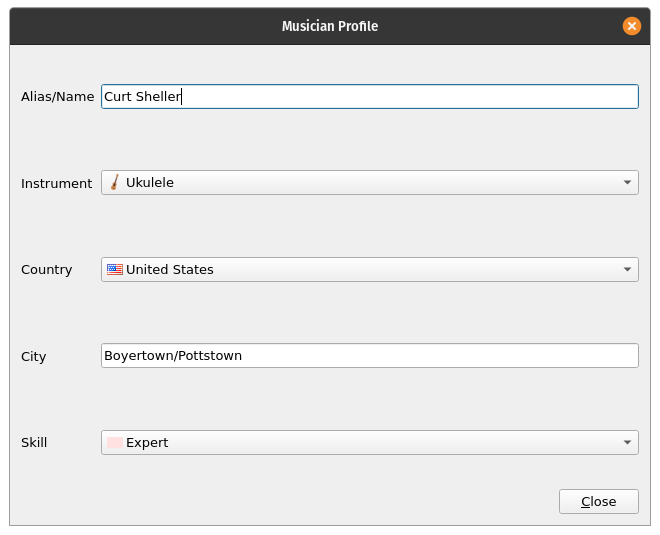 Musician Profile
Alias/Name Curt Sheller
Instrument Ukulele
Country United States
City Boyertown/Pottstown
Skill Expert
Close